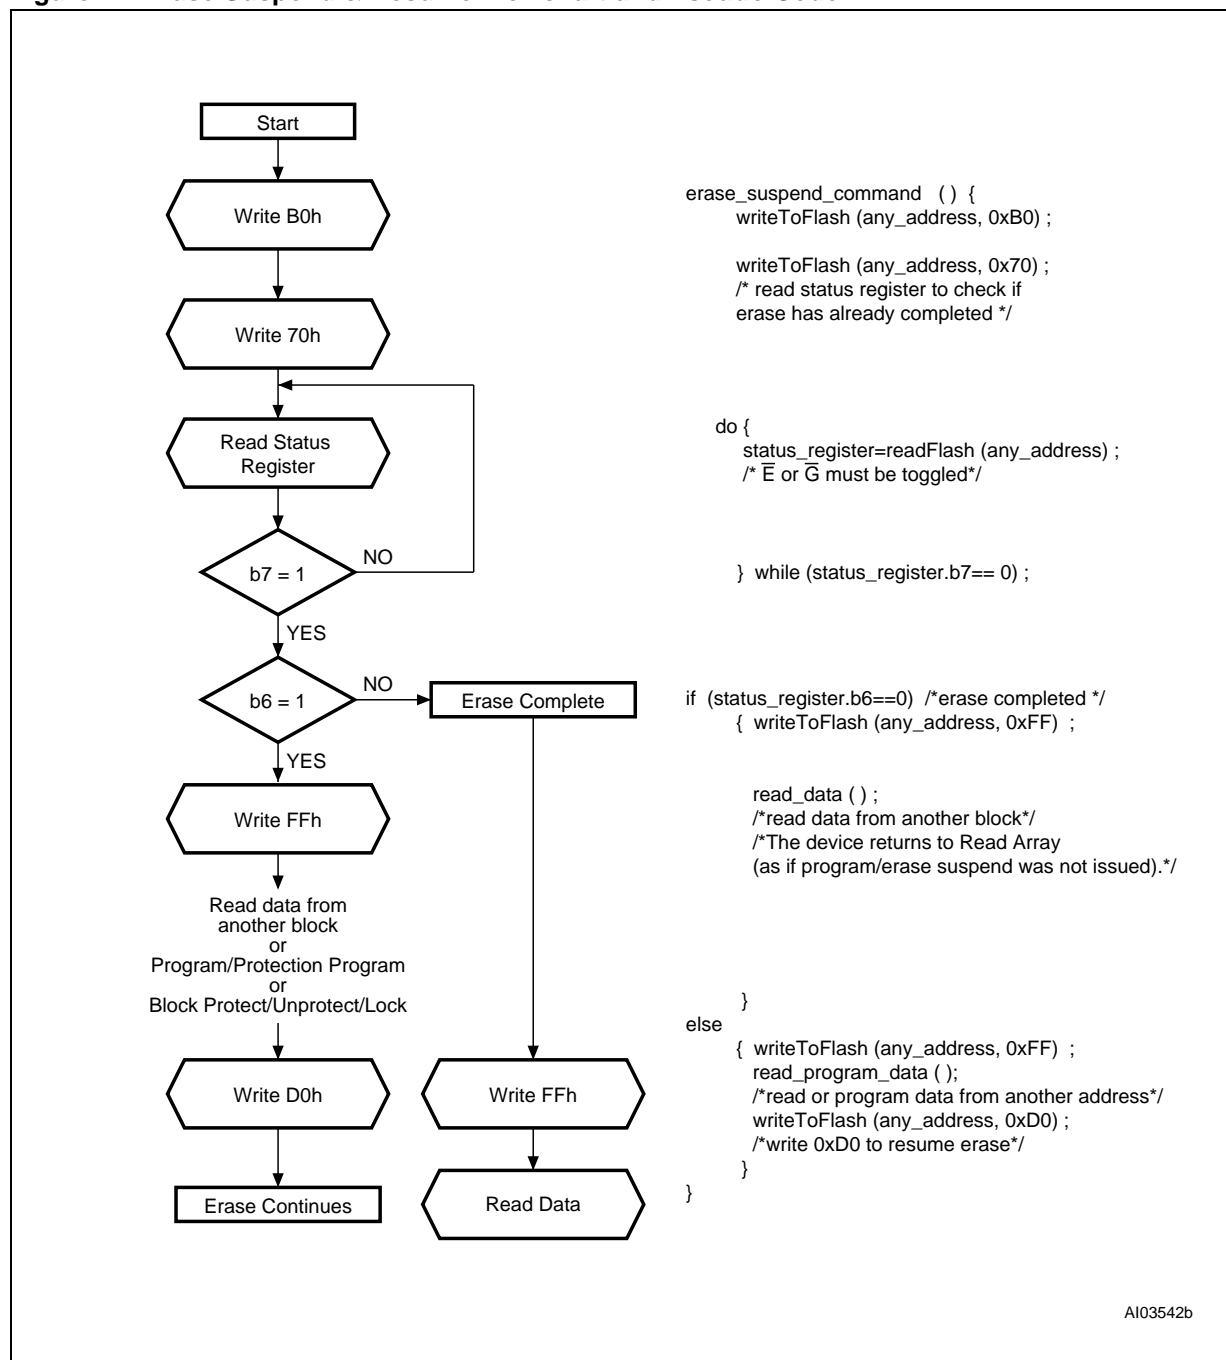 Start
Write B0h
Write 70h
Read Status
Register
b7 = 1
NO
YES
b6 = 1
NO
Erase Complete
YES
Write FFh
Read data from
another block
or
Program/Protection Program
or
Block Protect/Unprotect/Lock
Write D0h
Write FFh
Erase Continues
Read Data
erase_suspend_command ( ) {
writeToFlash (any_address, 0xB0) ;
writeToFlash (any_address, 0x70) ;
/* read status register to check if
erase has already completed */
do {
status_register=readFlash (any_address) ;
/* E̅ or G̅ must be toggled*/
} while (status_register.b7== 0) ;
if (status_register.b6==0) /*erase completed */
{ writeToFlash (any_address, 0xFF) ;
read_data ( ) ;
/*read data from another block*/
/*The device returns to Read Array
(as if program/erase suspend was not issued).*/
}
else
{ writeToFlash (any_address, 0xFF) ;
read_program_data ( );
/*read or program data from another address*/
writeToFlash (any_address, 0xD0) ;
/*write 0xD0 to resume erase*/
}
}
AI03542b